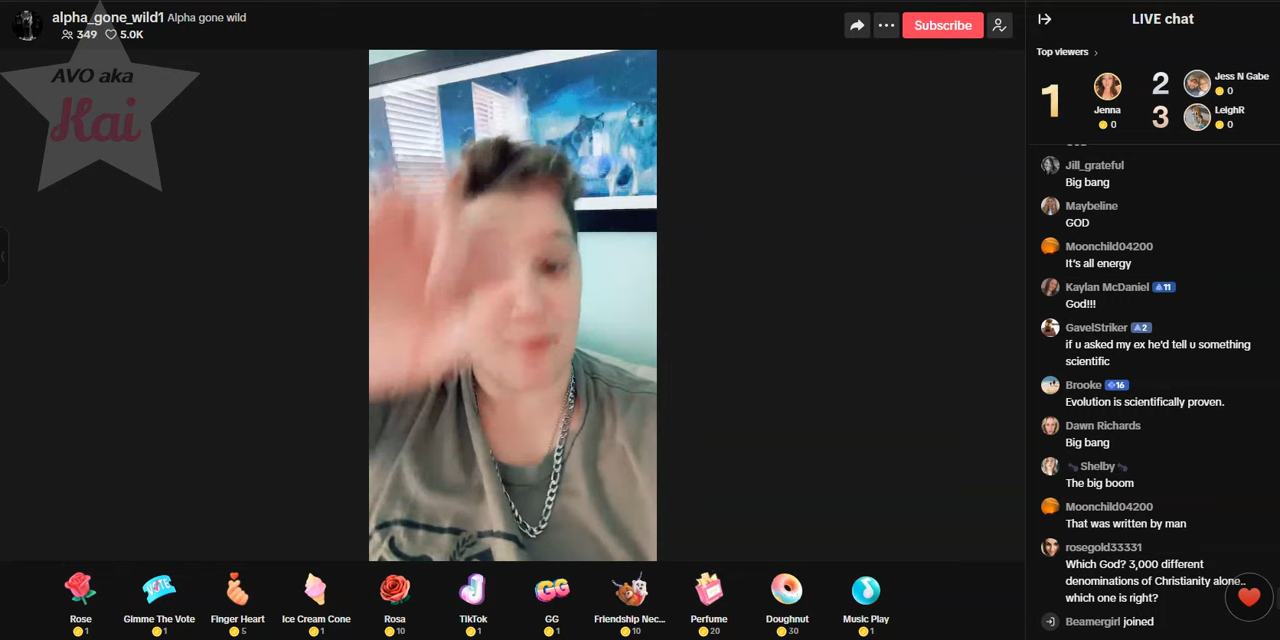 alpha_gone_wild1 Alpha gone wild
349 5.0K
Subscribe
AVO aka
Kai
LIVE chat
Top viewers >
1
Jenna
0
2
Jess N Gabe
0
3
LeighR
0
Jill_grateful
Big bang
Maybeline
GOD
Moonchild04200
It's all energy
Kaylan McDaniel 11
God!!!
GavelStriker 2
if u asked my ex he'd tell u something
scientific
Brooke 16
Evolution is scientifically proven.
Dawn Richards
Big bang
Shelby
The big boom
Moonchild04200
That was written by man
rosegold33331
Which God? 3,000 different
denominations of Christianity alone..
which one is right?
Beamergirl joined
VOTE
GG
Rose
1
Gimme The Vote
1
Finger Heart
5
Ice Cream Cone
1
Rosa
10
TikTok
1
GG
1
Friendship Nec...
10
Perfume
20
Doughnut
30
Music Play
1